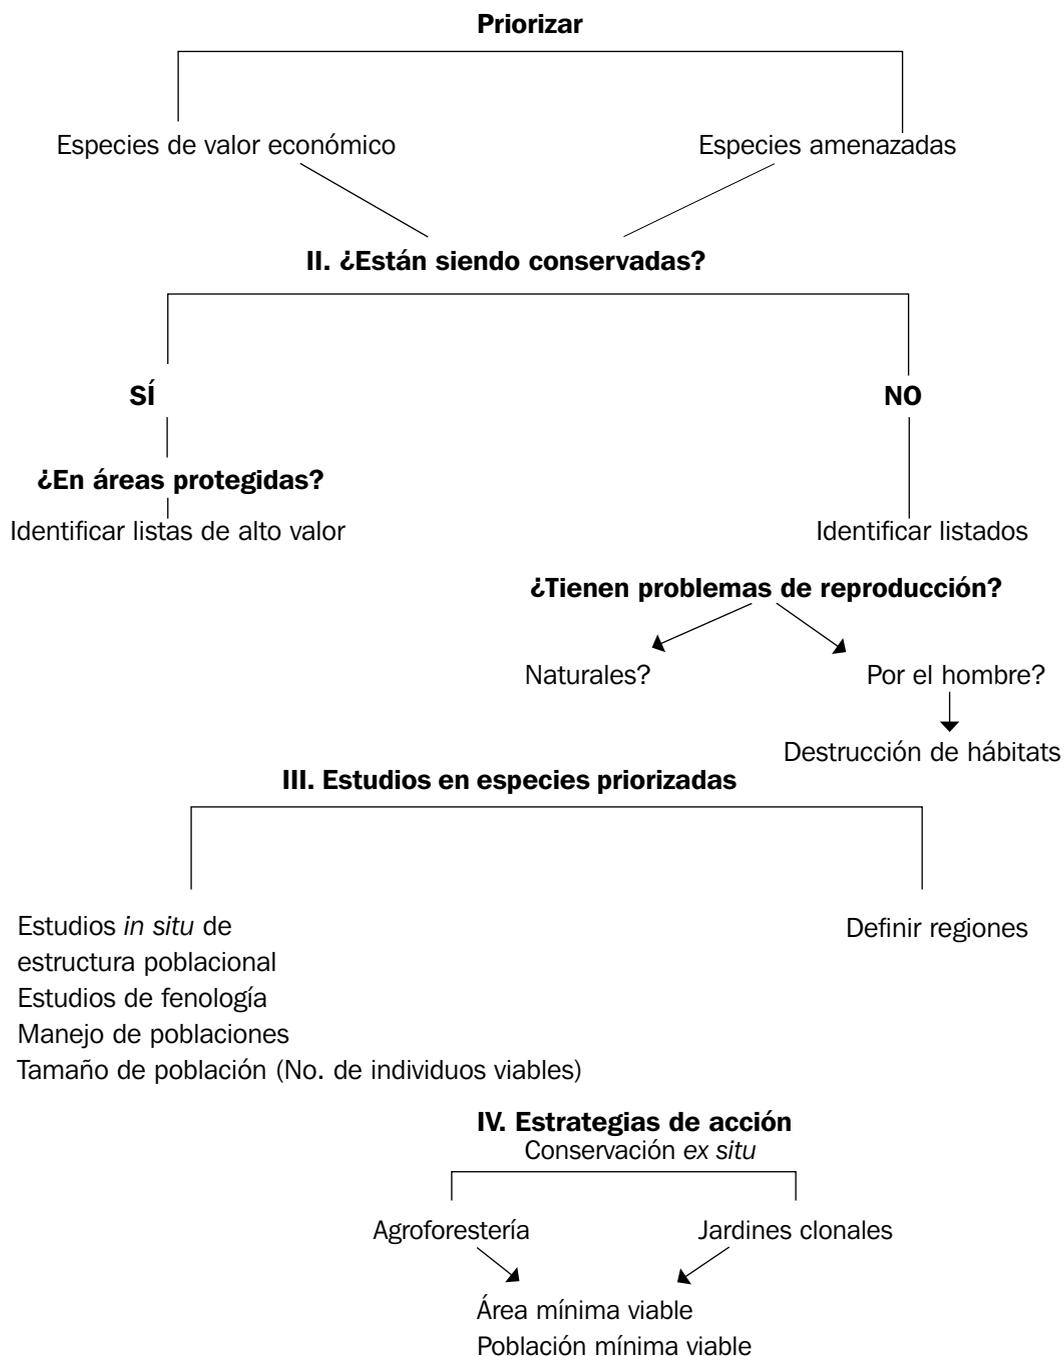 Priorizar
Especies de valor económico
Especies amenazadas
II. ¿Están siendo conservadas?
SÍ
NO
¿En áreas protegidas?
Identificar listas de alto valor
Identificar listados
¿Tienen problemas de reproducción?
Naturales?
Por el hombre?
Destrucción de hábitats
III. Estudios en especies priorizadas
Estudios in situ de
estructura poblacional
Estudios de fenología
Manejo de poblaciones
Tamaño de población (No. de individuos viables)
Definir regiones
IV. Estrategias de acción
Conservación ex situ
Agroforestería
Jardines clonales
Área mínima viable
Población mínima viable